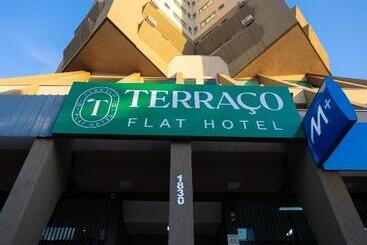 T
TERRAÇO
FLAT HOTEL
M+
1830